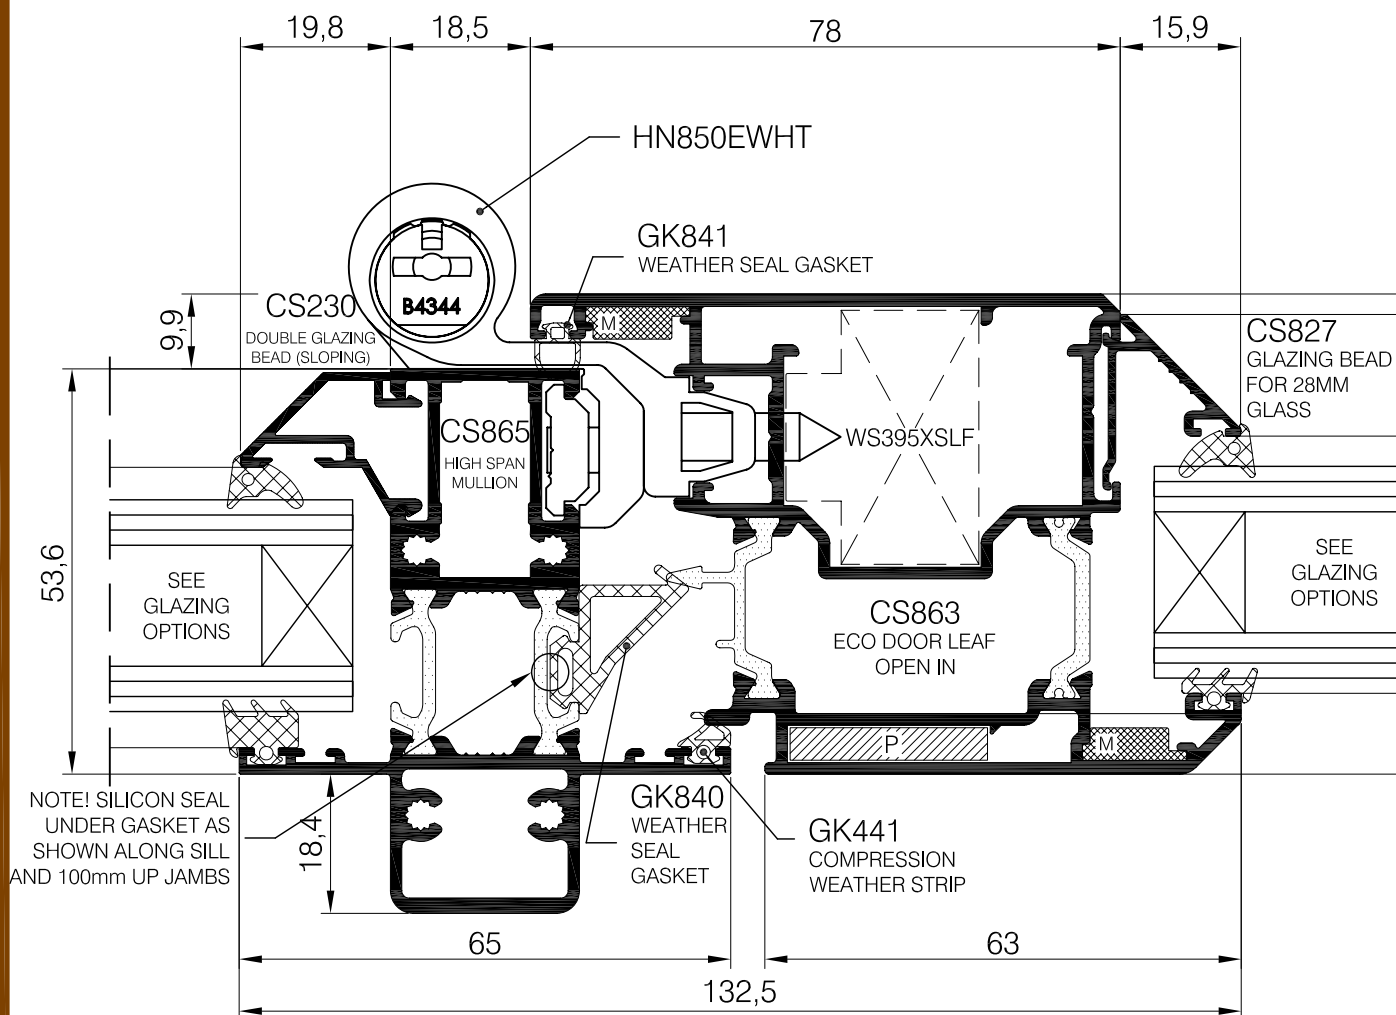 19,8
18,5
78
15,9
HN850EWHT
GK841
WEATHER SEAL GASKET
CS230
DOUBLE GLAZING
BEAD (SLOPING)
B4344
9,9
M
CS827
GLAZING BEAD
FOR 28MM
GLASS
CS865
HIGH SPAN
MULLION
WS395XSLF
53,6
SEE
GLAZING
OPTIONS
CS863
ECO DOOR LEAF
OPEN IN
SEE
GLAZING
OPTIONS
P
M
NOTE! SILICON SEAL
UNDER GASKET AS
SHOWN ALONG SILL
AND 100mm UP JAMBS
18,4
GK840
WEATHER
SEAL
GASKET
GK441
COMPRESSION
WEATHER STRIP
65
63
132,5